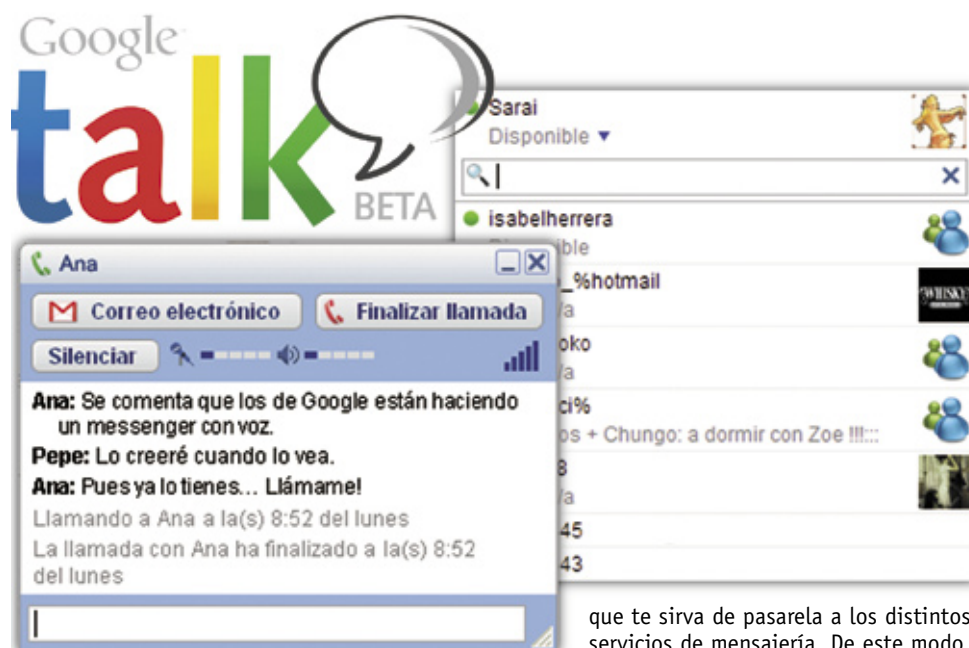 Google
talk
BETA
Sarai
Disponible
isabelherrera
_%hotmail
/a
oko
/a
ci%
os + Chungo: a dormir con Zoe !!!:::
8
/a
45
43
WHISKY
Ana
Correo electrónico
Finalizar llamada
Silenciar
Ana: Se comenta que los de Google están haciendo
un messenger con voz.
Pepe: Lo creeré cuando lo vea.
Ana: Pues ya lo tienes... Llámame!
Llamando a Ana a la(s) 8:52 del lunes
La llamada con Ana ha finalizado a la(s) 8:52
del lunes
que te sirva de pasarela a los distintos
servicios de mensajería. De este modo,